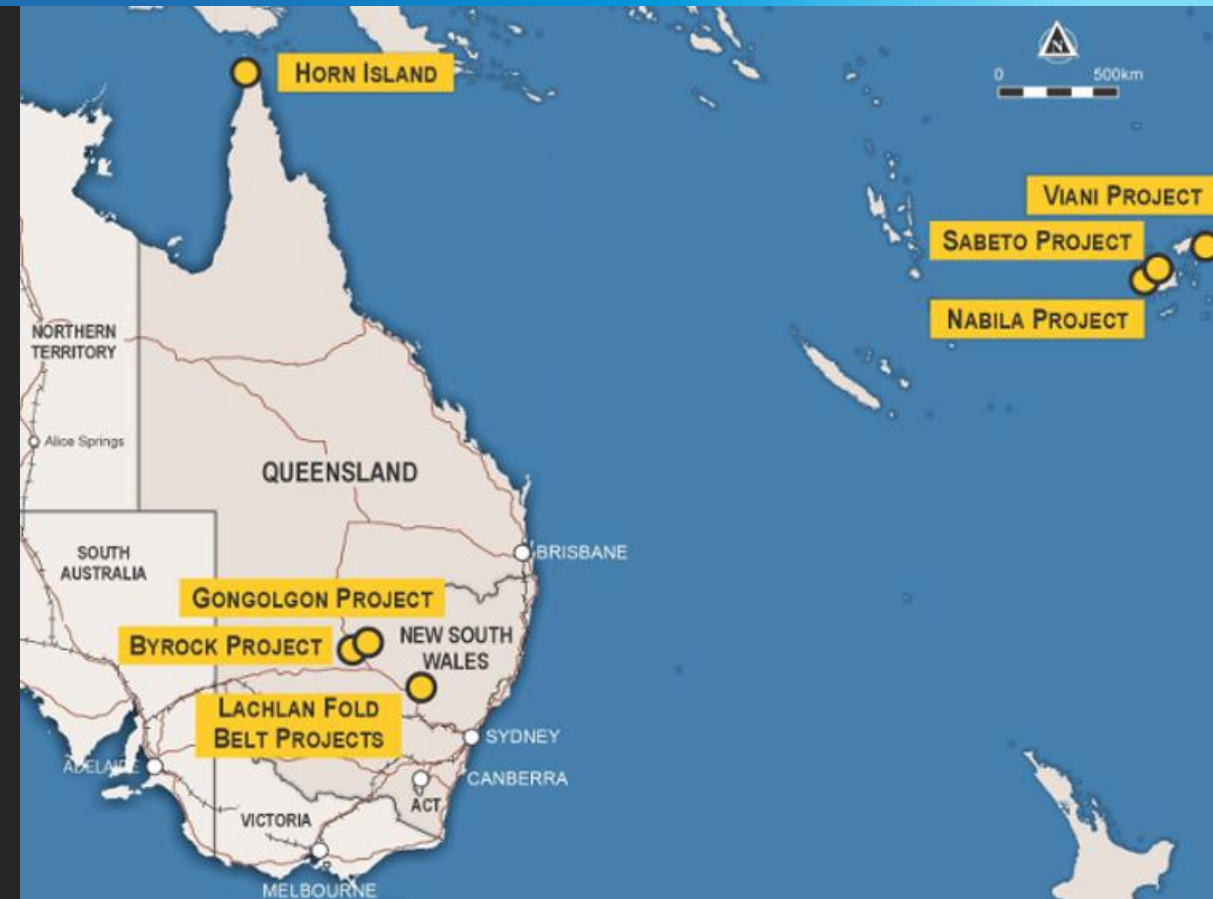 HORN ISLAND
N
0 500km
VIANI PROJECT
SABETO PROJECT
NABILA PROJECT
NORTHERN
TERRITORY
Alice Springs
QUEENSLAND
SOUTH
AUSTRALIA
BRISBANE
GONGOLGON PROJECT
BYROCK PROJECT
NEW SOUTH
WALES
LACHLAN FOLD
BELT PROJECTS
SYDNEY
ADELAIDE
CANBERRA
ACT
VICTORIA
MELBOURNE